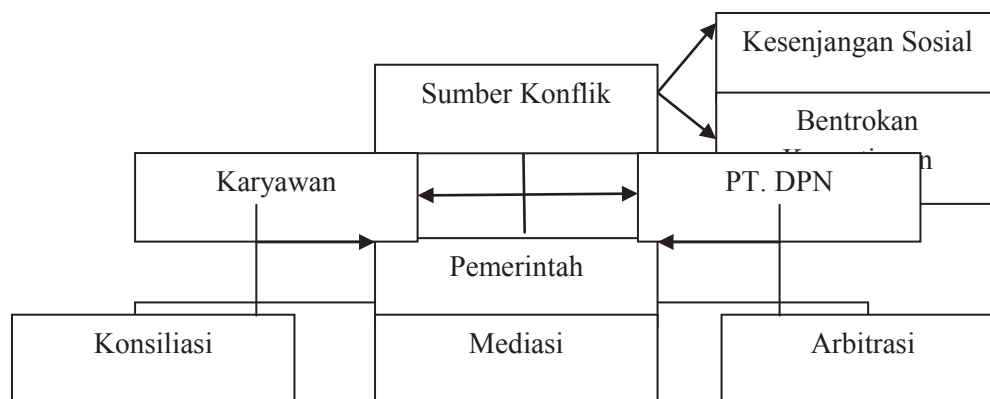 Kesenjangan Sosial
Sumber Konflik
Bentrokan
Karyawan
PT. DPN
Pemerintah
Konsiliasi
Mediasi
Arbitrasi